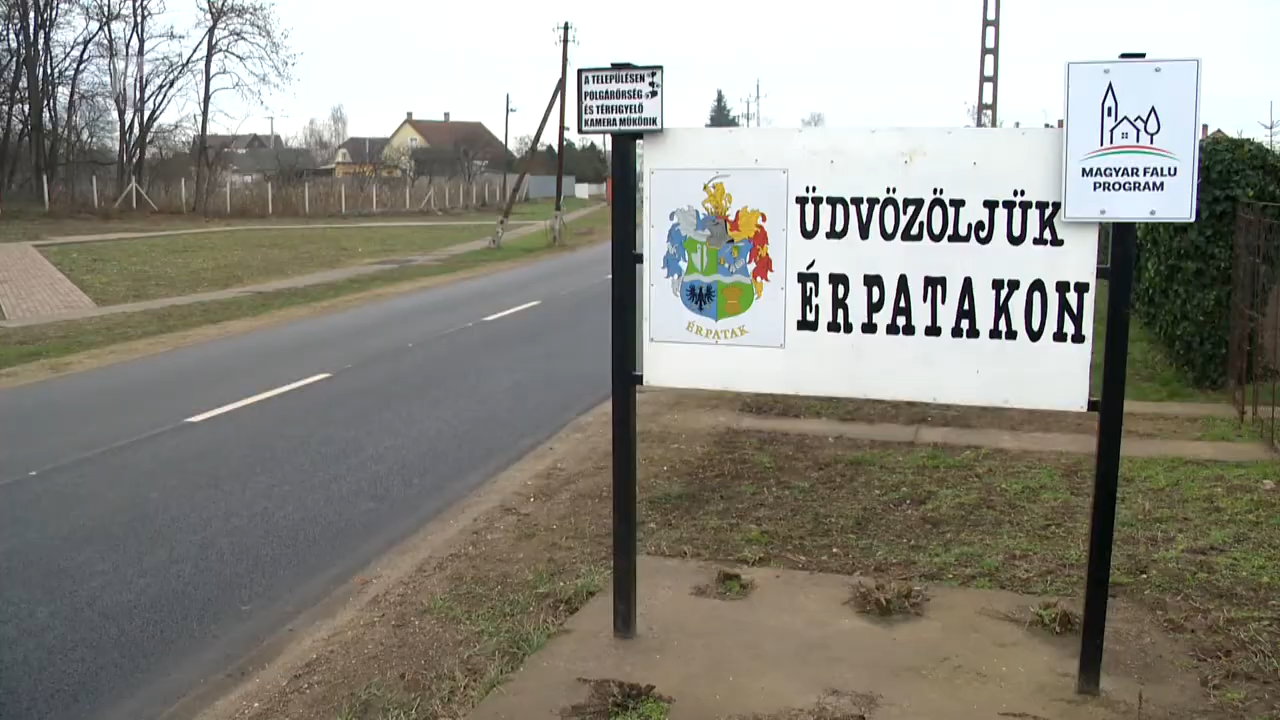 A TELEPÜLÉSEN
POLGÁRŐRSÉG
ÉS TÉRFIGYELŐ
KAMERA MŰKÖDIK
ÜDVÖZÖLJÜK
ÉRPATAKON
ÉRPATAK
MAGYAR FALU
PROGRAM